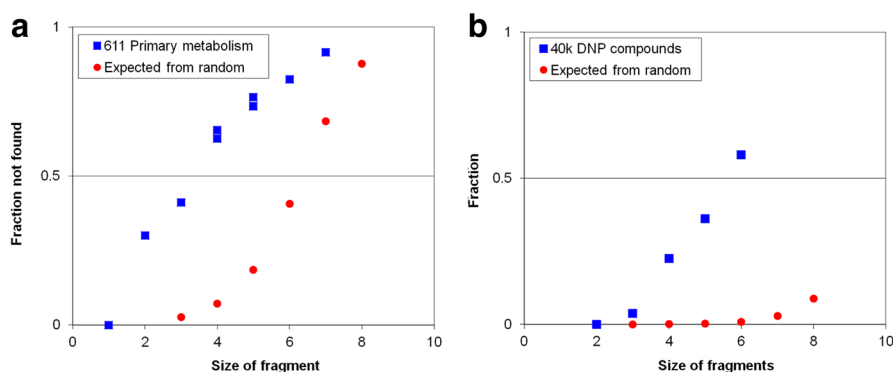 a
1
611 Primary metabolism
Expected from random
Fraction not found
0.5
0
0 2 4 6 8 10
Size of fragment
b
1
40k DNP compounds
Expected from random
Fraction
0.5
0
0 2 4 6 8 10
Size of fragments